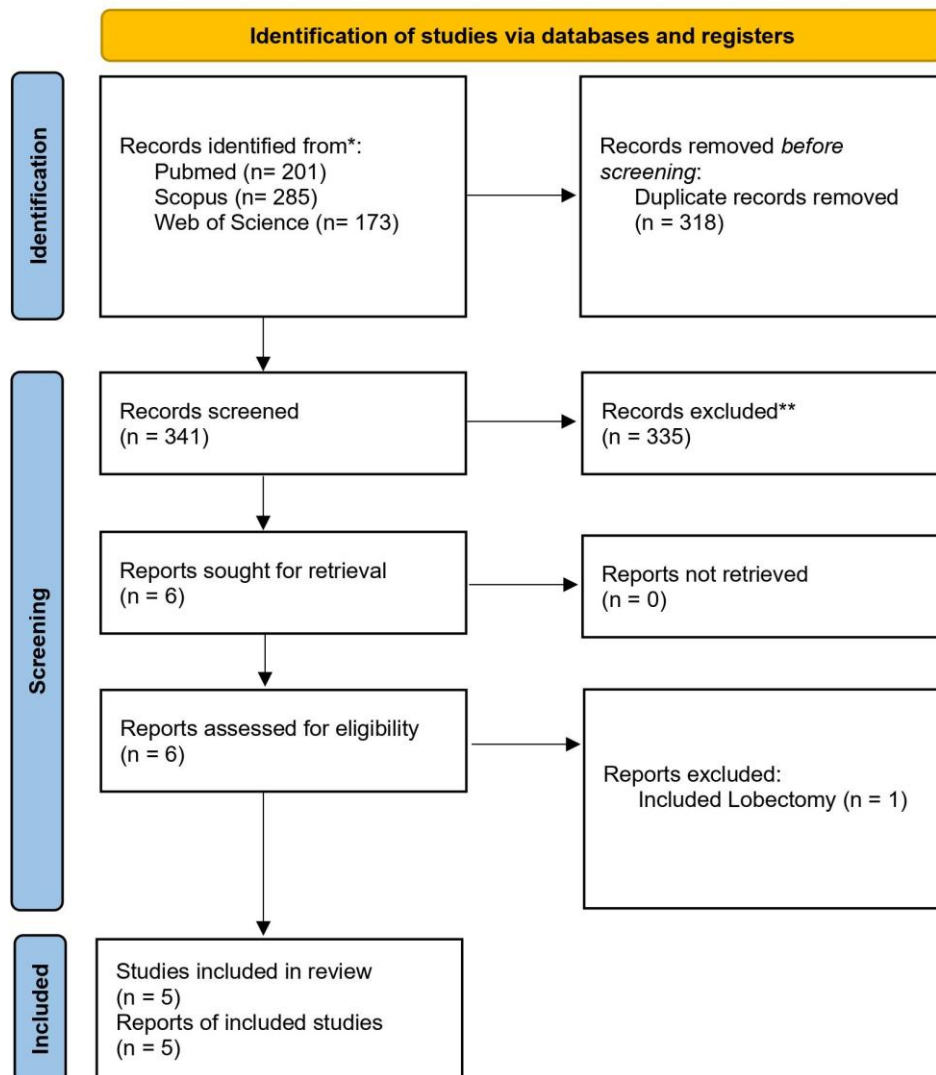 Identification of studies via databases and registers
Identification
Records identified from*:
Pubmed (n= 201)
Scopus (n= 285)
Web of Science (n= 173)
Records removed before
screening:
Duplicate records removed
(n = 318)
Screening
Records screened
(n = 341)
Records excluded**
(n = 335)
Reports sought for retrieval
(n = 6)
Reports not retrieved
(n = 0)
Reports assessed for eligibility
(n = 6)
Reports excluded:
Included Lobectomy (n = 1)
Included
Studies included in review
(n = 5)
Reports of included studies
(n = 5)